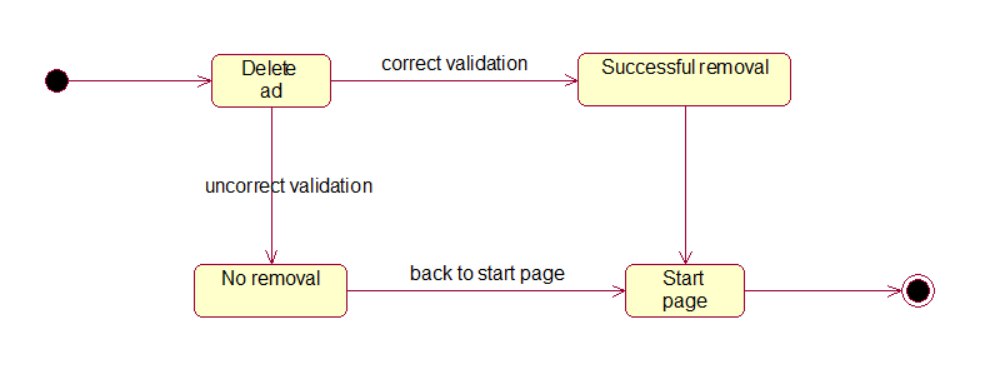 Delete
ad
correct validation
Successful removal
uncorrect validation
No removal
back to start page
Start
page